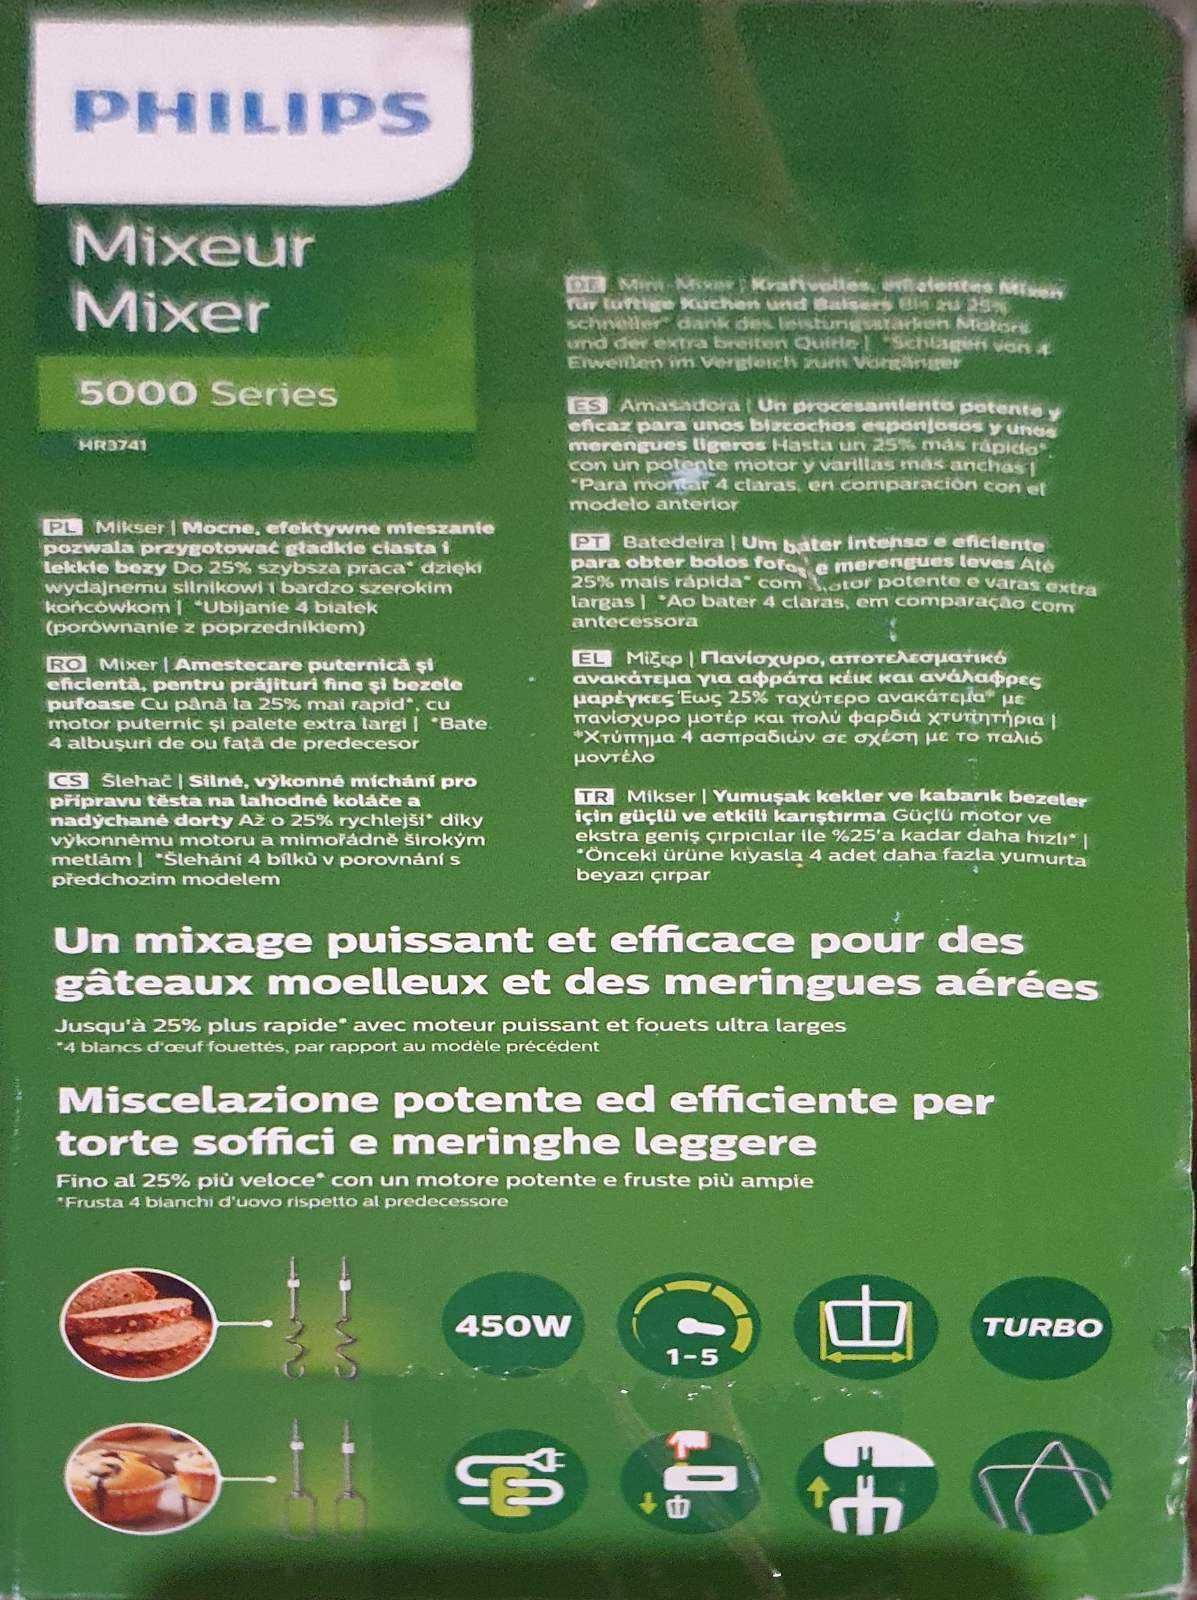 PHILIPS
Mixeur
Mixer
5000 Series
HR3741
PL Mikser | Mocne, efektywne mieszanie
pozwala przygotować gładkie ciasta i
lekkie bezy Do 25% szybsza praca* dzięki
wydajnemu silnikowi i bardzo szerokim
końcówkom | *Ubijanie 4 białek
(porównanie z poprzednikiem)
RO Mixer | Amestecare puternică și
eficientă, pentru prăjituri fine și bezele
pufoase Cu până la 25% mai rapid*, cu
motor puternic și palete extra largi | *Bate
4 albușuri de ou față de predecesor
CS Šlehač | Silné, výkonné míchání pro
přípravu těsta na lahodné koláče a
nadýchané dorty Až o 25% rychlejší* díky
výkonnému motoru a mimořádně širokým
metlám | *Šlehání 4 bílků v porovnání s
předchozím modelem
DE Mini-Mixer | Kraftvolles, effizientes Mixen
für luftige Kuchen und Baisers Bis zu 25%
schneller* dank des leistungsstarken Motors
und der extra breiten Quirle | *Schlagen von 4
Eiweißen im Vergleich zum Vorgänger
ES Amasadora | Un procesamiento potente y
eficaz para unos bizcochos esponjosos y unos
merengues ligeros Hasta un 25% más rápido*
con un potente motor y varillas más anchas |
*Para montar 4 claras, en comparación con el
modelo anterior
PT Batedeira | Um bater intenso e eficiente
para obter bolos fofos e merengues leves Até
25% mais rápida* com motor potente e varas extra
largas | *Ao bater 4 claras, em comparação com
antecessora
EL Μίξερ | Πανίσχυρο, αποτελεσματικό
ανακάτεμα για αφράτα κέικ και ανάλαφρες
μαρέγκες Έως 25% ταχύτερο ανακάτεμα* με
πανίσχυρο μοτέρ και πολύ φαρδιά χτυπητήρια |
*Χτύπημα 4 ασπραδιών σε σχέση με το παλιό
μοντέλο
TR Mikser | Yumuşak kekler ve kabarık bezeler
için güçlü ve etkili karıştırma Güçlü motor ve
ekstra geniş çırpıcılar ile %25'a kadar daha hızlı* |
*Önceki ürüne kıyasla 4 adet daha fazla yumurta
beyazı çırpar
Un mixage puissant et efficace pour des
gâteaux moelleux et des meringues aérées
Jusqu'à 25% plus rapide* avec moteur puissant et fouets ultra larges
*4 blancs d'œuf fouettés, par rapport au modèle précédent
Miscelazione potente ed efficiente per
torte soffici e meringhe leggere
Fino al 25% più veloce* con un motore potente e fruste più ampie
*Frusta 4 bianchi d'uovo rispetto al predecessore
450W
1-5
TURBO